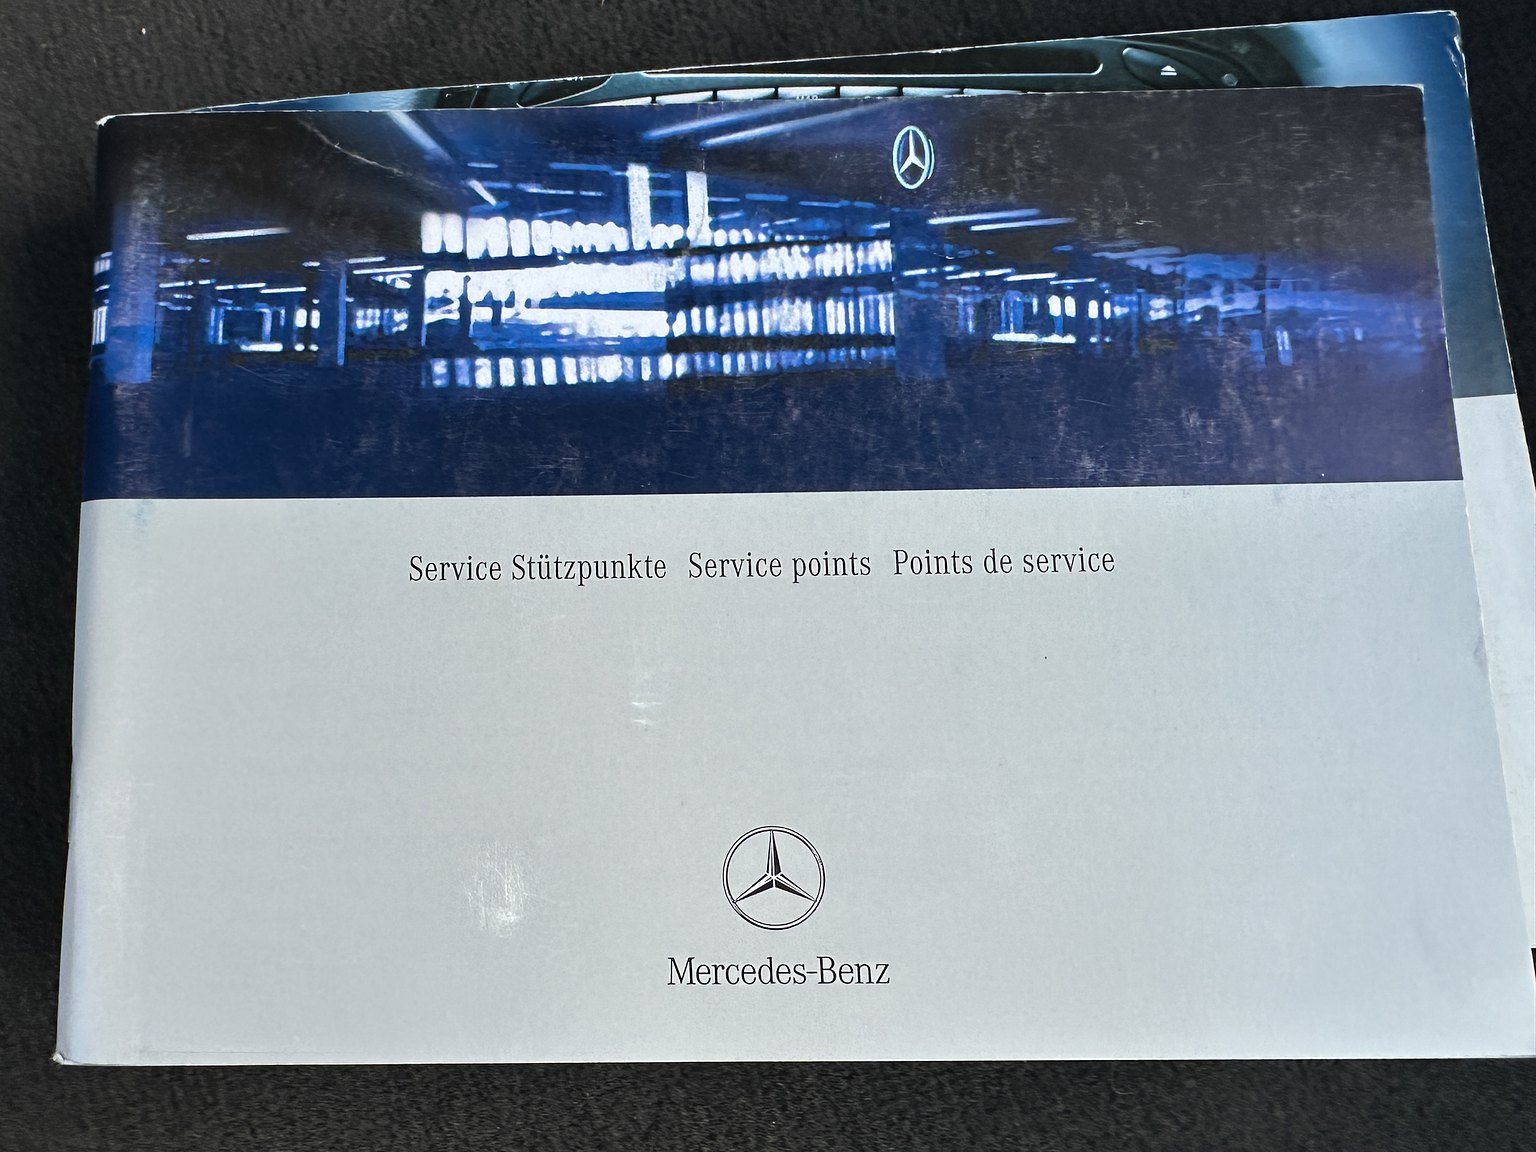 Service Stützpunkte Service points Points de service
Mercedes-Benz